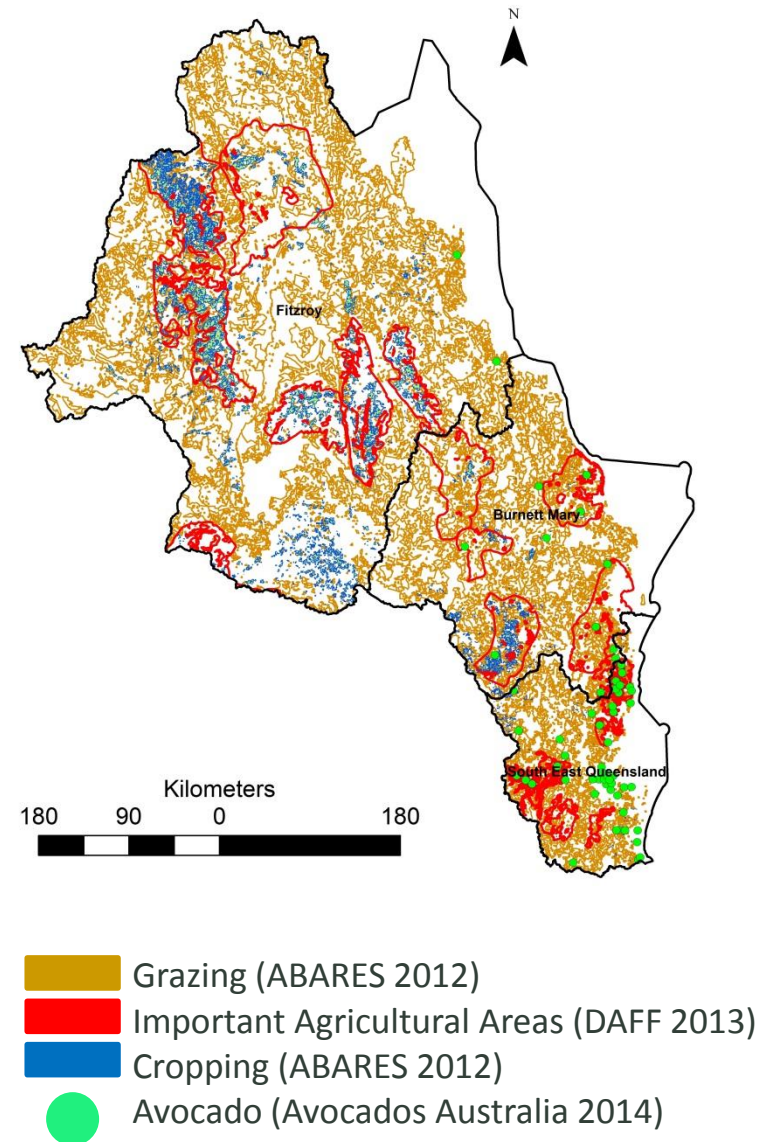 N
Fitzroy
Burnett Mary
South East Queensland
Kilometers
180 90 0 180
Grazing (ABARES 2012)
Important Agricultural Areas (DAFF 2013)
Cropping (ABARES 2012)
Avocado (Avocados Australia 2014)